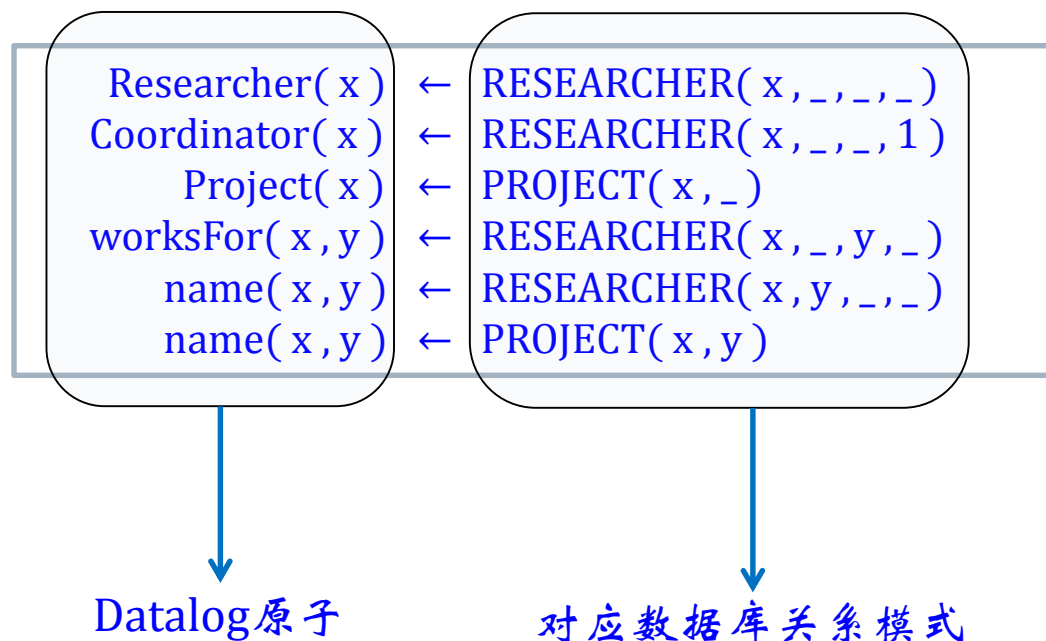 Researcher( x ) ← RESEARCHER( x , _ , _ , _ )
Coordinator( x ) ← RESEARCHER( x , _ , _ , 1 )
Project( x ) ← PROJECT( x , _ )
worksFor( x , y ) ← RESEARCHER( x , _ , y , _ )
name( x , y ) ← RESEARCHER( x , y , _ , _ )
name( x , y ) ← PROJECT( x , y )
Datalog原子 对应数据库关系模式